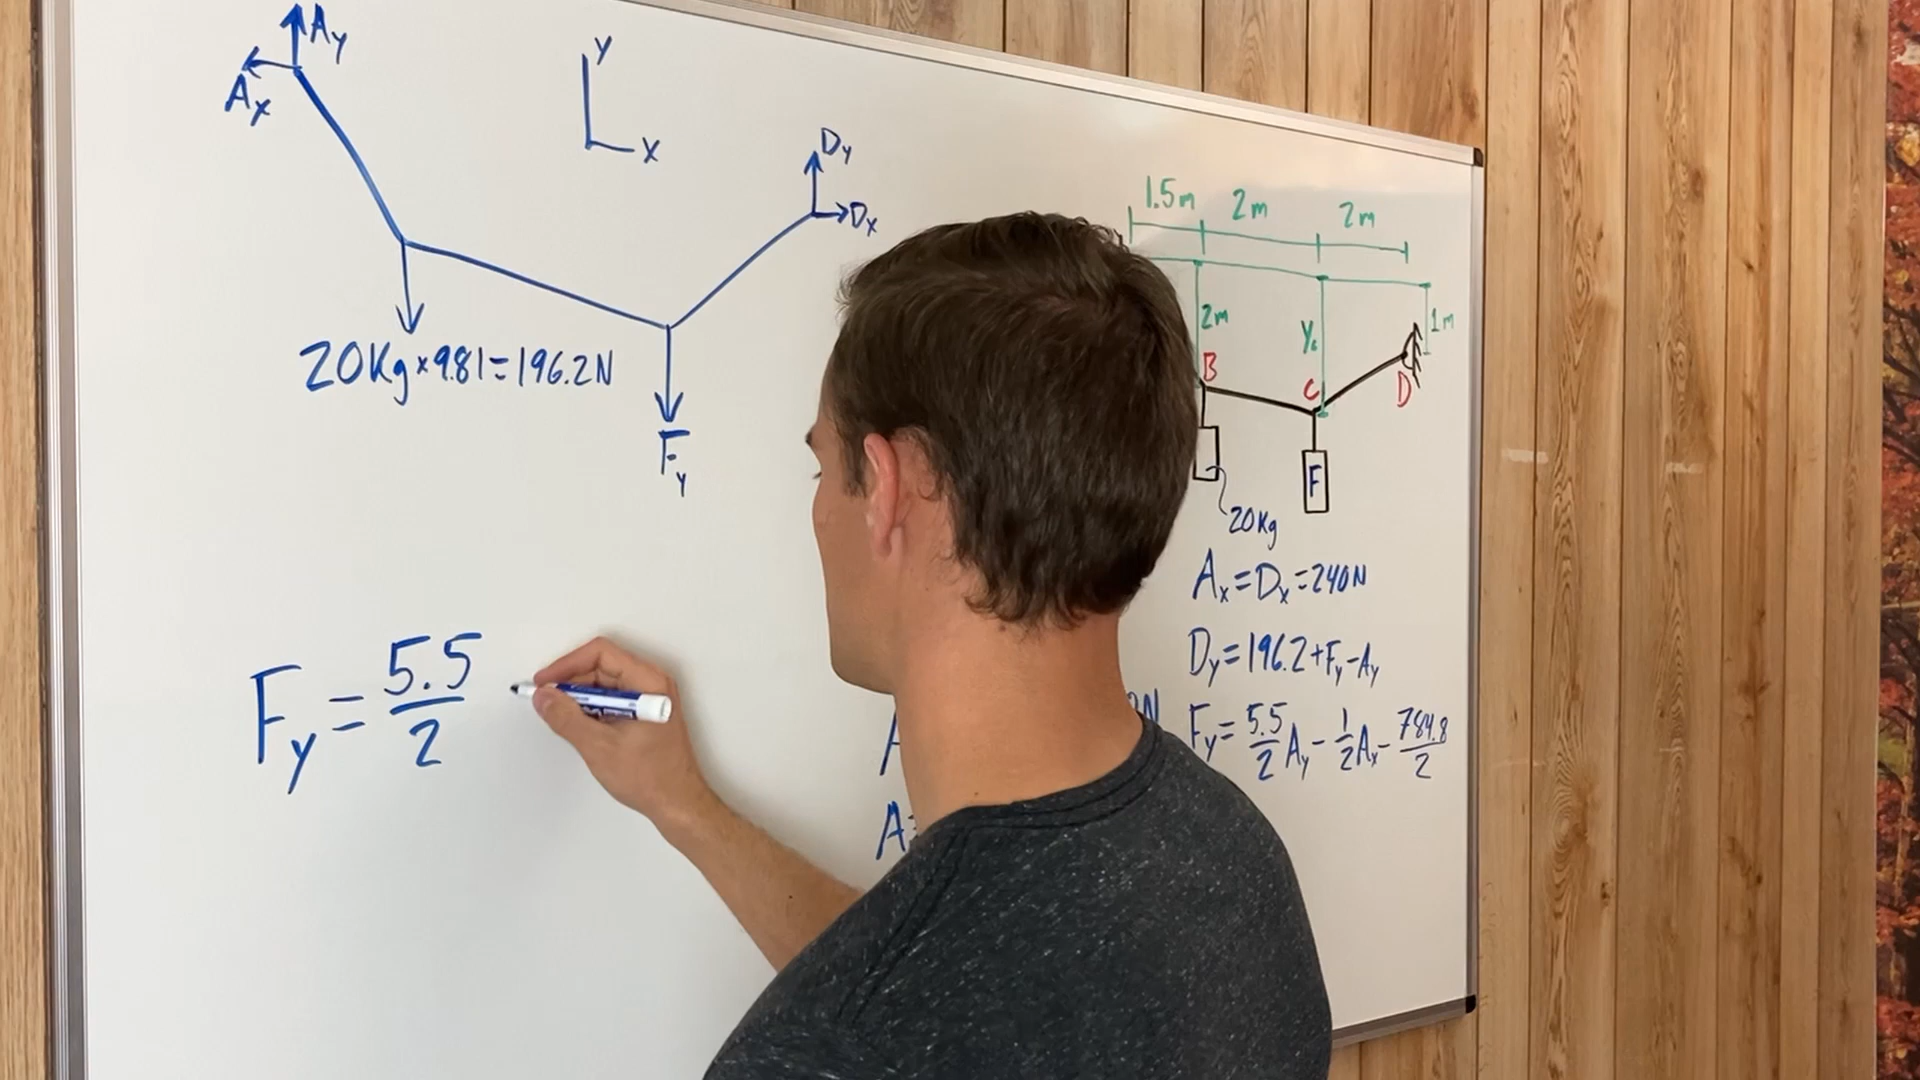 Ay
Ax
Y
X
Dy
Dx
20Kg×9.81=196.2N
Fy
Fy=5.5/2
1.5m
2m
2m
2m
Yc
1m
B
C
D
F
20Kg
Ax=Dx=240N
Dy=196.2+Fy-Ay
Fy=5.5/2Ay-1/2Ax-784.8/2